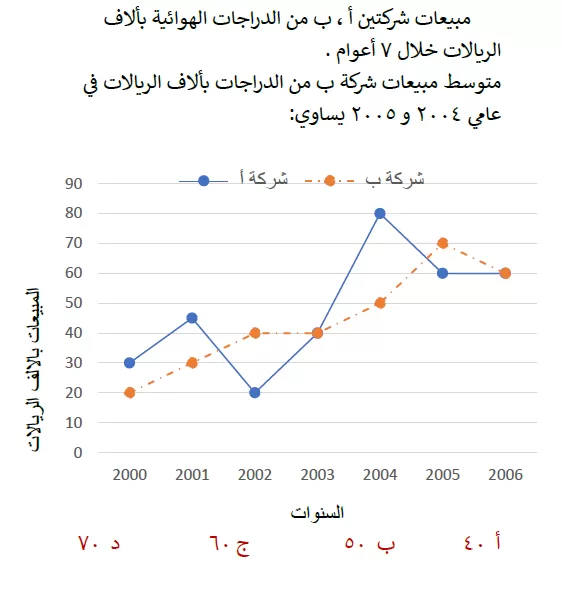 مبيعات شركتين أ ، ب من الدراجات الهوائية بألاف
الريالات خلال ٧ أعوام .
متوسط مبيعات شركة ب من الدراجات بألاف الريالات في
عامي ٢٠٠٤ و ٢٠٠٥ يساوي:
شركة أ شركة ب
90
80
70
60
50
40
30
20
10
0
المبيعات بالالف الريالات
2000 2001 2002 2003 2004 2005 2006
السنوات
أ ٤٠ ب ٥٠ ج ٦٠ د ٧٠